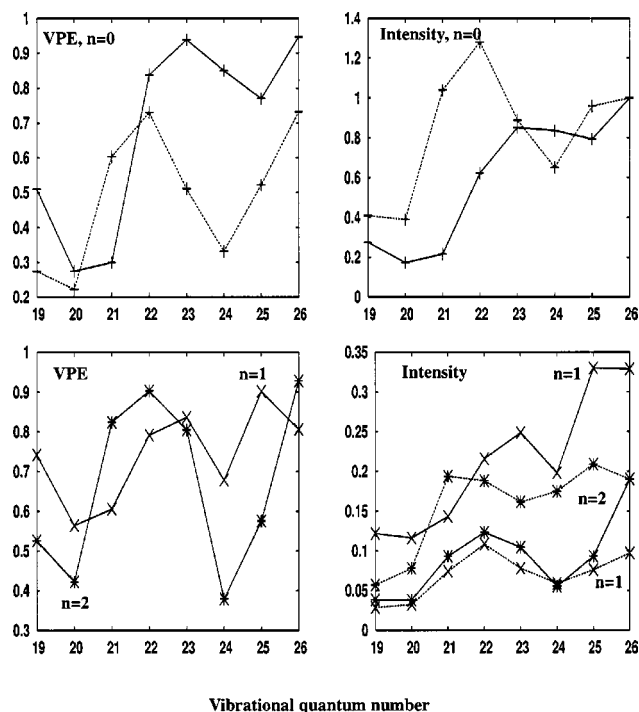 VPE, n=0
1
0.9
0.8
0.7
0.6
0.5
0.4
0.3
0.2
19 20 21 22 23 24 25 26
Intensity, n=0
1.4
1.2
1
0.8
0.6
0.4
0.2
0
19 20 21 22 23 24 25 26
VPE
n=1
n=2
1
0.9
0.8
0.7
0.6
0.5
0.4
0.3
19 20 21 22 23 24 25 26
Intensity
n=1
n=2
n=1
0.35
0.3
0.25
0.2
0.15
0.1
0.05
0
19 20 21 22 23 24 25 26
Vibrational quantum number